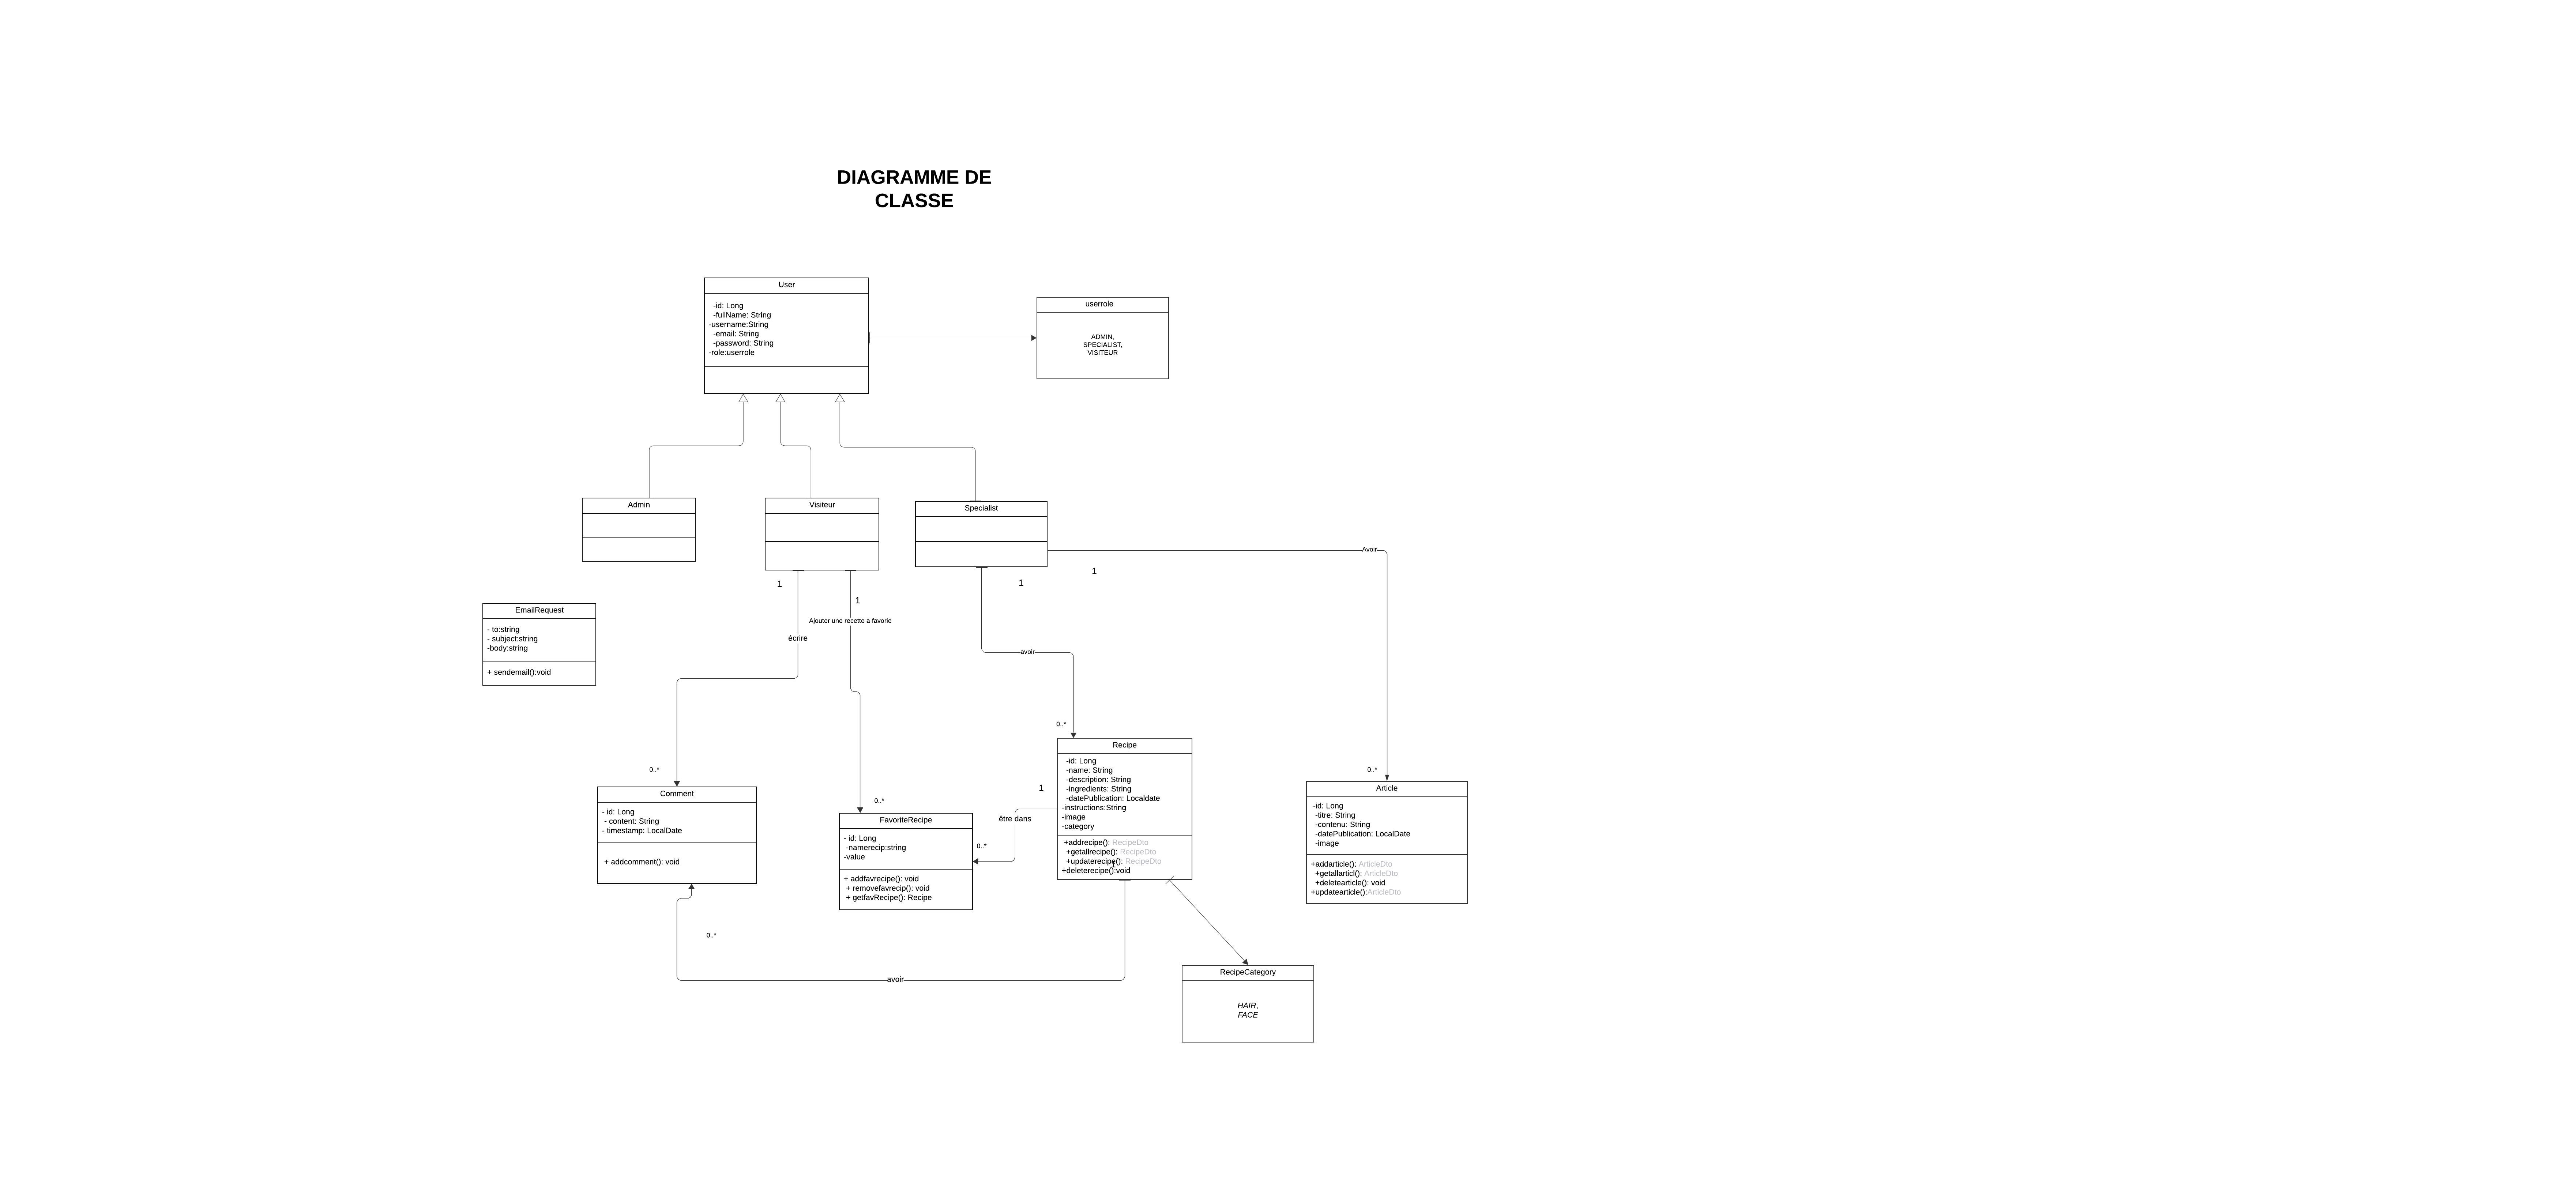 DIAGRAMME DE
CLASSE
User
-id: Long
-fullName: String
-username:String
-email: String
-password: String
-role:userrole
userrole
ADMIN,
SPECIALIST,
VISITEUR
Admin
Visiteur
Specialist
Avoir
1
1
1
1
Ajouter une recette a favorie
écrire
avoir
EmailRequest
- to:string
- subject:string
-body:string
+ sendemail():void
0..*
0..*
0..*
0..*
Comment
- id: Long
- content: String
- timestamp: LocalDate
+ addcomment(): void
FavoriteRecipe
- id: Long
-namerecip:string
-value
+ addfavrecipe(): void
+ removefavrecip(): void
+ getfavRecipe(): Recipe
1
être dans
0..*
Recipe
-id: Long
-name: String
-description: String
-ingredients: String
-datePublication: Localdate
-instructions:String
-image
-category
+addrecipe(): RecipeDto
+getallrecipe(): RecipeDto
+updaterecipe(): RecipeDto
+deleterecipe():void
1
Article
-id: Long
-titre: String
-contenu: String
-datePublication: LocalDate
-image
+addarticle(): ArticleDto
+getallarticl(): ArticleDto
+deletearticle(): void
+updatearticle():ArticleDto
0..*
avoir
RecipeCategory
HAIR,
FACE